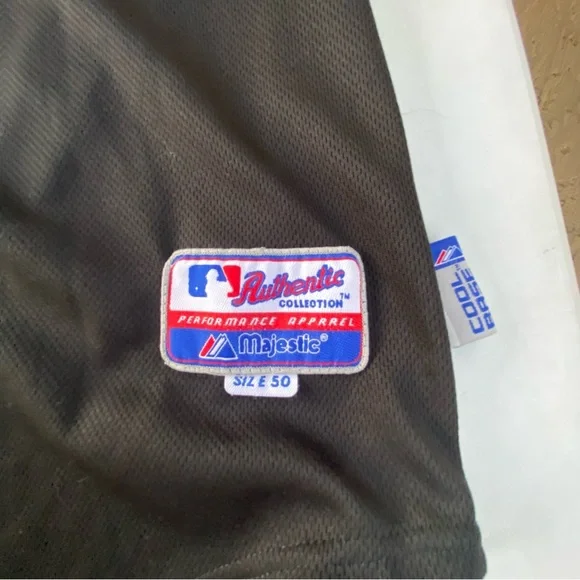 Authentic
COLLECTION™
PERFORMANCE APPAREL
Majestic®
SIZE 50
COOL
BASE